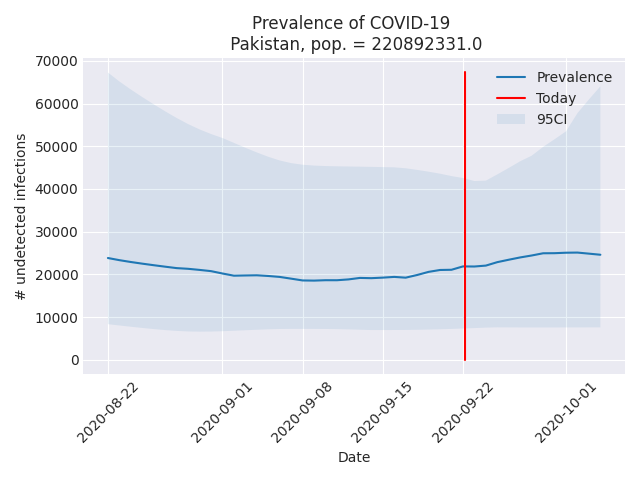 Prevalence of COVID-19
Pakistan, pop. = 220892331.0
70000
60000
50000
40000
30000
20000
10000
0
# undetected infections
Prevalence
Today
95CI
2020-08-22
2020-09-01
2020-09-08
2020-09-15
2020-09-22
2020-10-01
Date